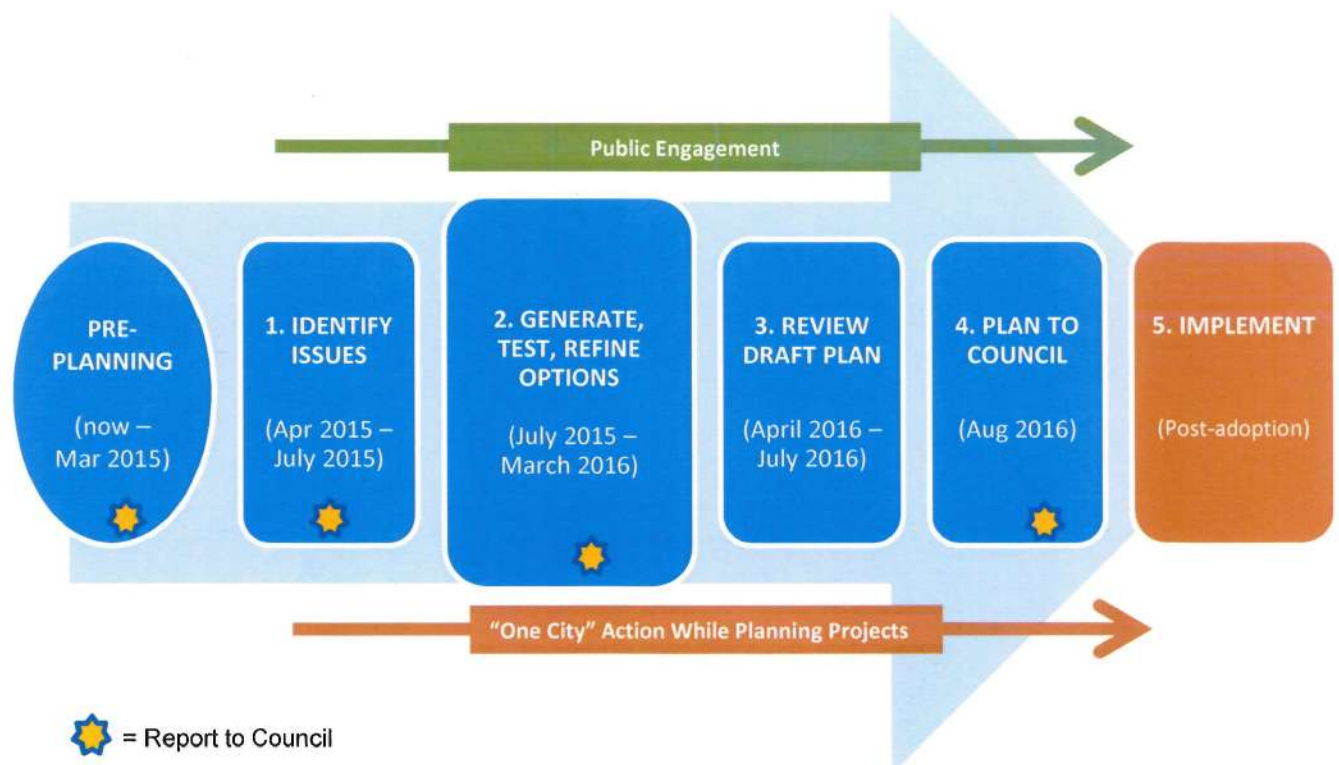 Public Engagement
PRE-
PLANNING
(now –
Mar 2015)
1. IDENTIFY
ISSUES
(Apr 2015 –
July 2015)
2. GENERATE,
TEST, REFINE
OPTIONS
(July 2015 –
March 2016)
3. REVIEW
DRAFT PLAN
(April 2016 –
July 2016)
4. PLAN TO
COUNCIL
(Aug 2016)
5. IMPLEMENT
(Post-adoption)
“One City” Action While Planning Projects
= Report to Council